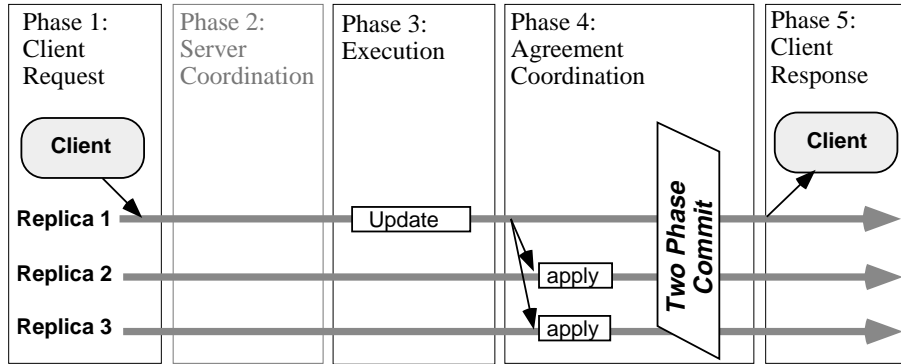 Phase 1:
Client
Request
Phase 2:
Server
Coordination
Phase 3:
Execution
Phase 4:
Agreement
Coordination
Phase 5:
Client
Response
Client
Client
Replica 1
Update
Replica 2
apply
Replica 3
apply
Two Phase
Commit